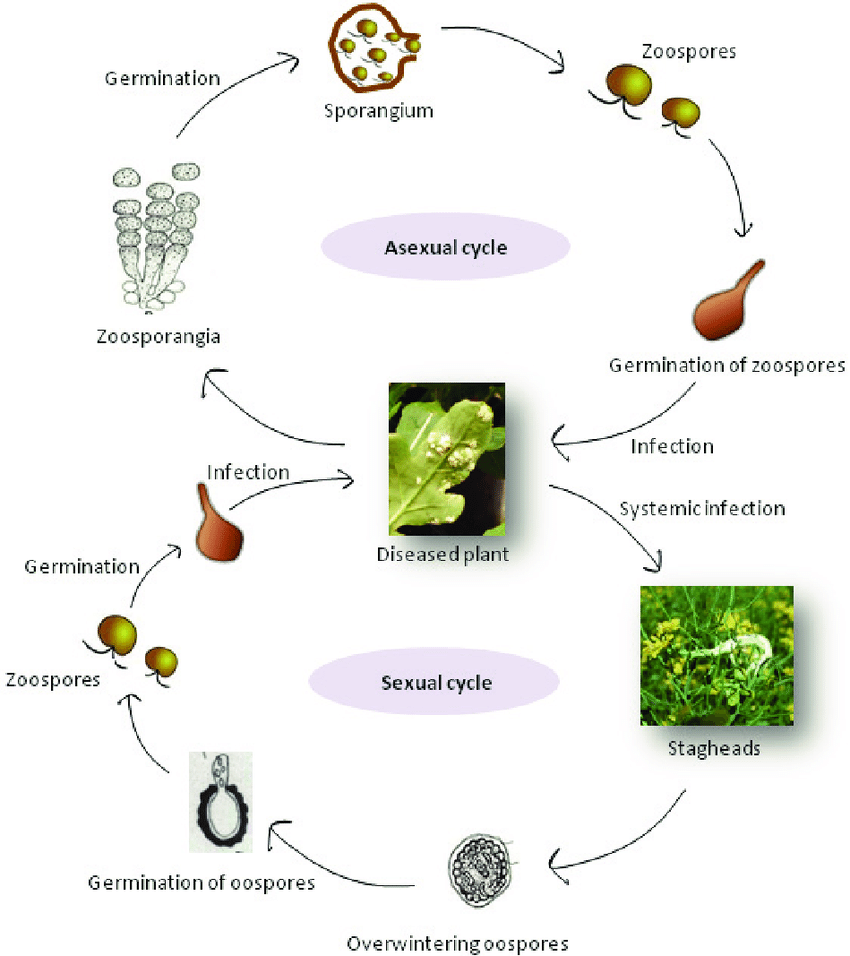 Zoospores
Germination
Sporangium
Asexual cycle
Zoosporangia
Germination of zoospores
Infection
Infection
Systemic infection
Diseased plant
Germination
Zoospores
Sexual cycle
Stagheads
Germination of oospores
Overwintering oospores